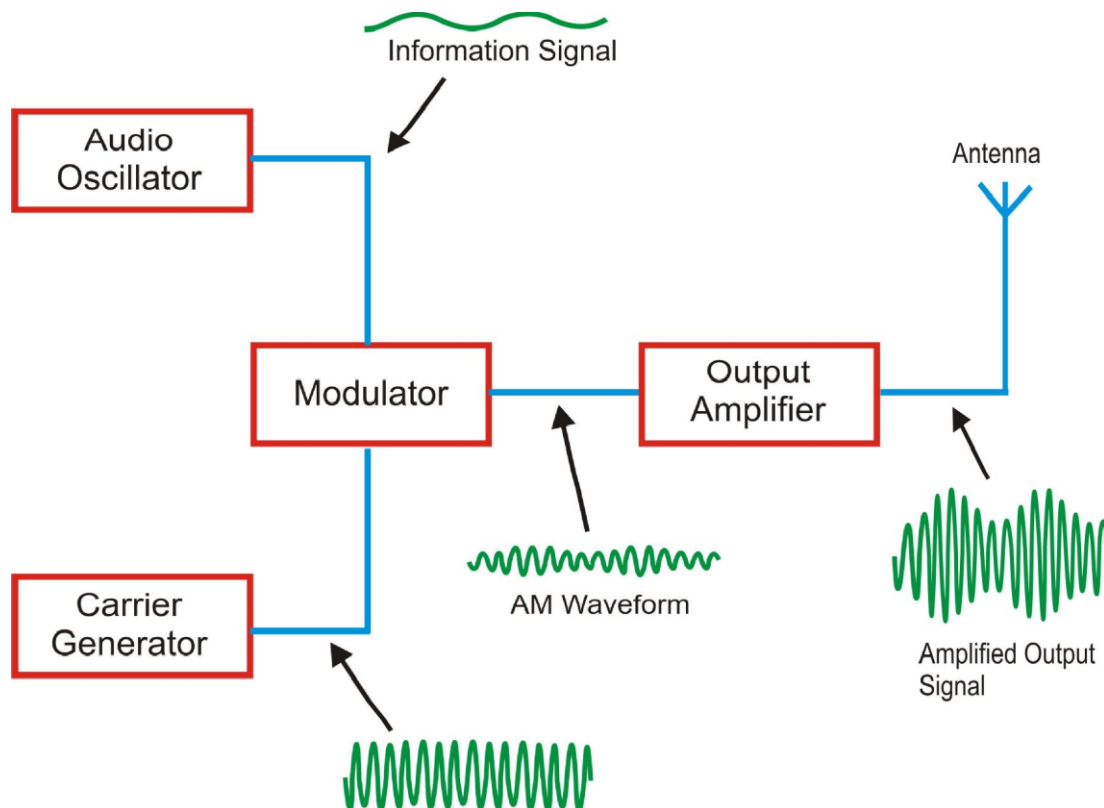 Information Signal
Audio
Oscillator
Antenna
Modulator
Output
Amplifier
AM Waveform
Carrier
Generator
Amplified Output
Signal